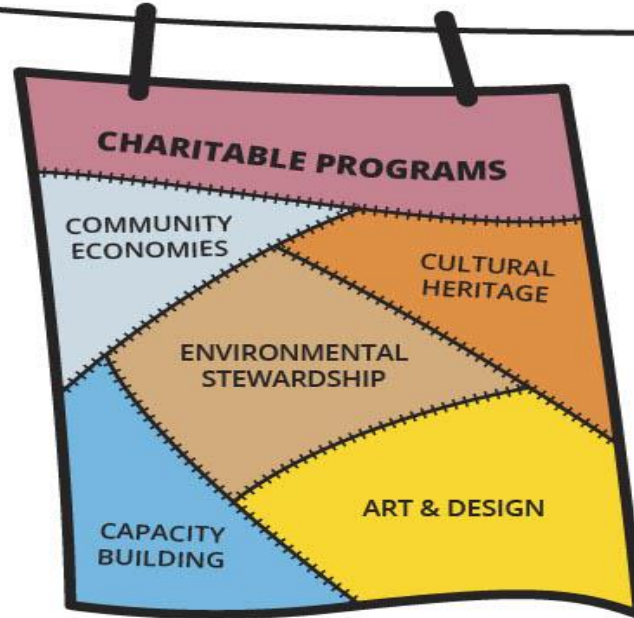 CHARITABLE PROGRAMS
COMMUNITY
ECONOMIES
CULTURAL
HERITAGE
ENVIRONMENTAL
STEWARDSHIP
ART & DESIGN
CAPACITY
BUILDING